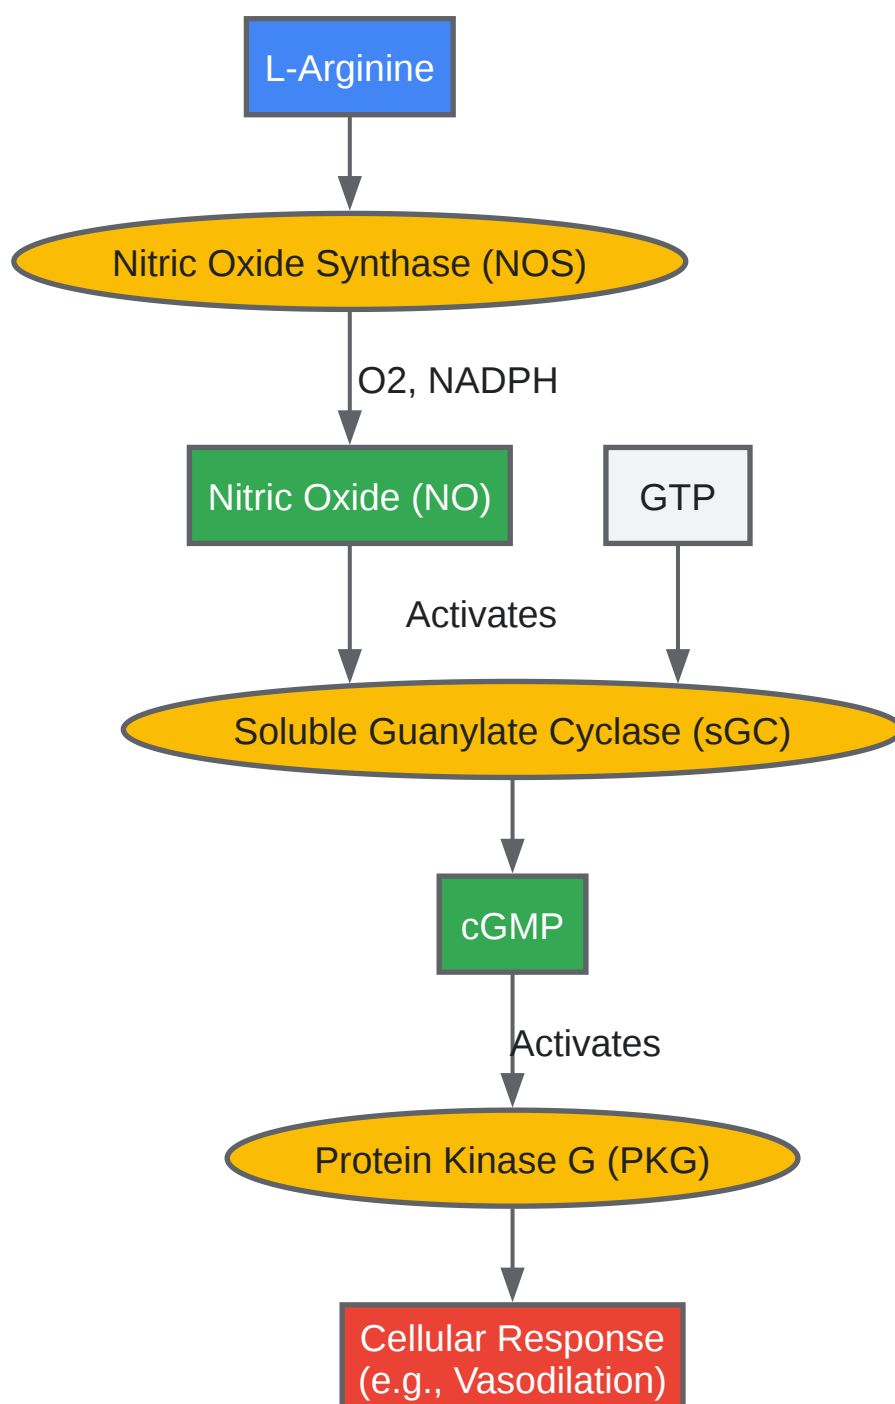 L-Arginine
Nitric Oxide Synthase (NOS)
O2, NADPH
Nitric Oxide (NO)
GTP
Activates
Soluble Guanylate Cyclase (sGC)
cGMP
Activates
Protein Kinase G (PKG)
Cellular Response
(e.g., Vasodilation)